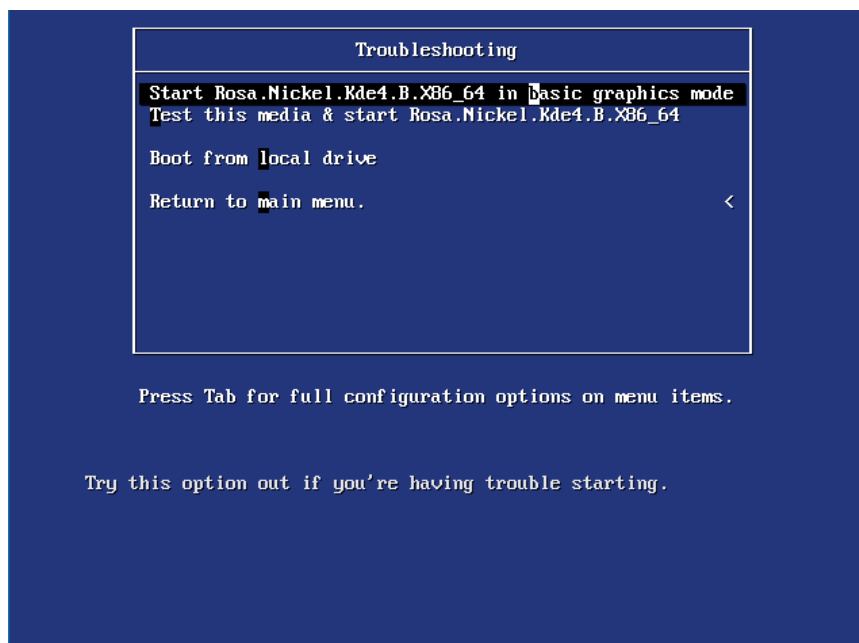 Troubleshooting
Start Rosa.Nickel.Kde4.B.X86_64 in basic graphics mode
Test this media & start Rosa.Nickel.Kde4.B.X86_64
Boot from local drive
Return to main menu. <
Press Tab for full configuration options on menu items.
Try this option out if you're having trouble starting.